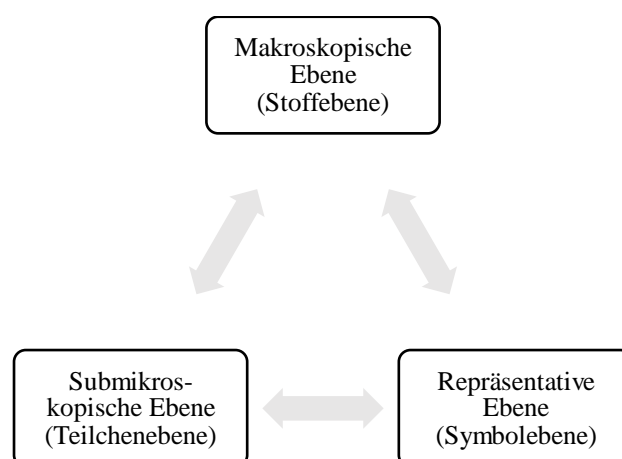 Makroskopische
Ebene
(Stoffebene)
Submikros-
kopische Ebene
(Teilchenebene)
Repräsentative
Ebene
(Symbolebene)